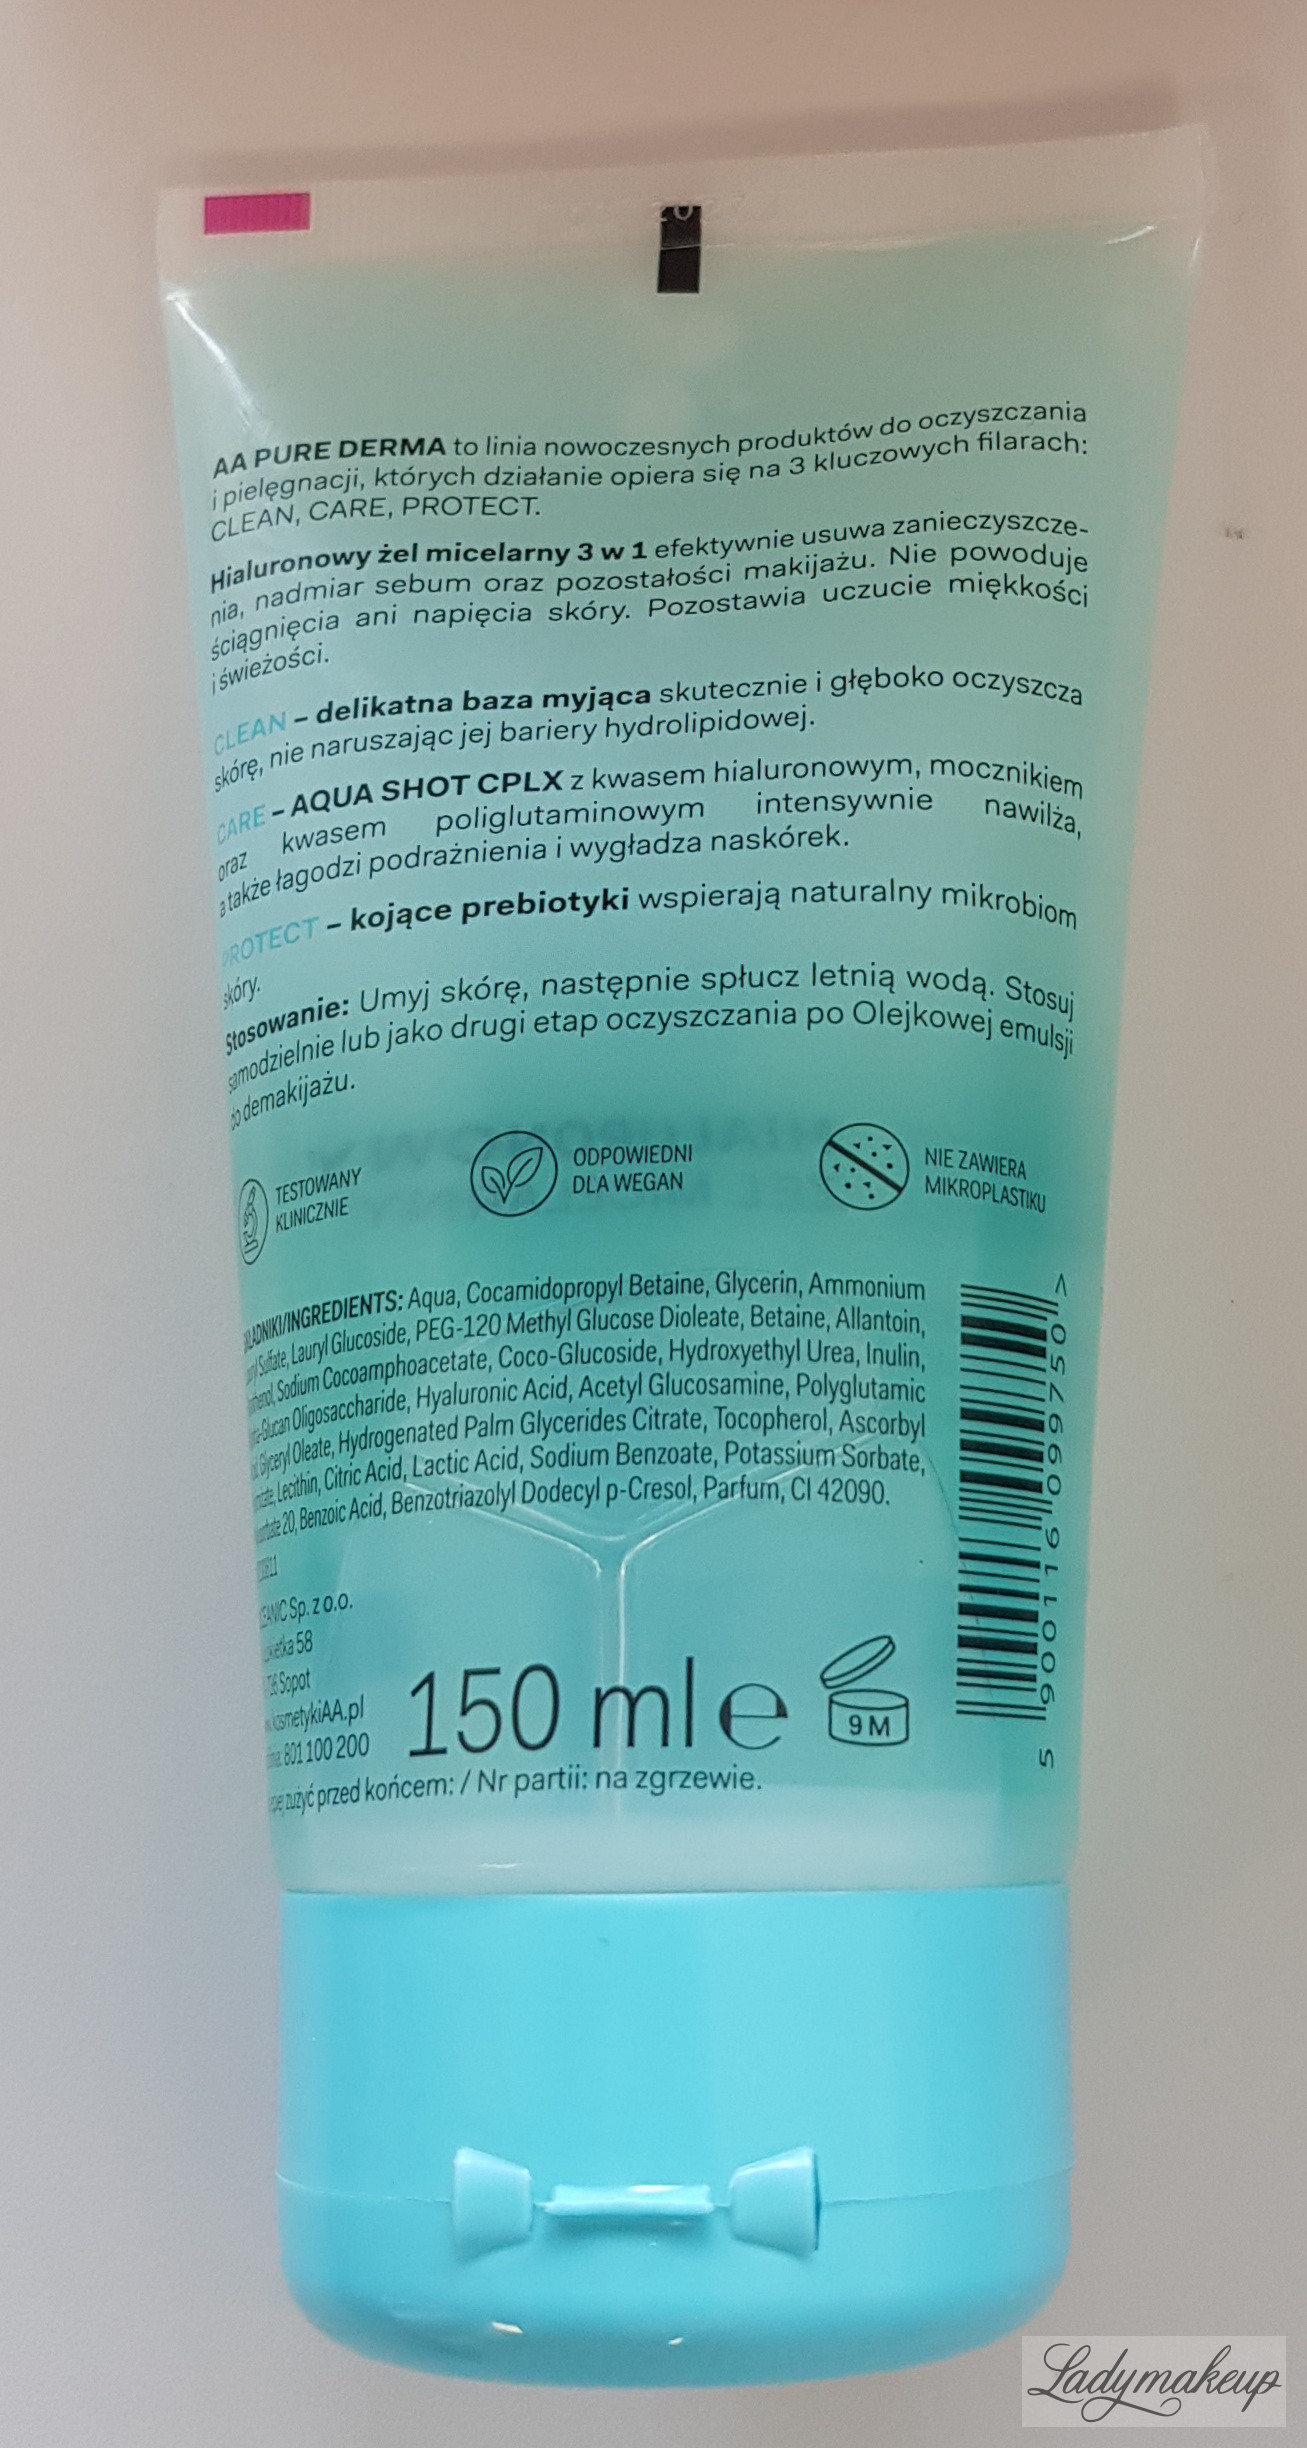 AA PURE DERMA to linia nowoczesnych produktów do oczyszczania
i pielęgnacji, których działanie opiera się na 3 kluczowych filarach:
CLEAN, CARE, PROTECT.
Hialuronowy żel micelarny 3 w 1 efektywnie usuwa zanieczyszcze-
nia, nadmiar sebum oraz pozostałości makijażu. Nie powoduje
ściągnięcia ani napięcia skóry. Pozostawia uczucie miękkości
i świeżości.
CLEAN – delikatna baza myjąca skutecznie i głęboko oczyszcza
skórę, nie naruszając jej bariery hydrolipidowej.
CARE – AQUA SHOT CPLX z kwasem hialuronowym, mocznikiem
oraz kwasem poliglutaminowym intensywnie nawilża,
a także łagodzi podrażnienia i wygładza naskórek.
PROTECT – kojące prebiotyki wspierają naturalny mikrobiom
skóry.
Stosowanie: Umyj skórę, następnie spłucz letnią wodą. Stosuj
samodzielnie lub jako drugi etap oczyszczania po Olejkowej emulsji
do demakijażu.
TESTOWANY
KLINICZNIE
ODPOWIEDNI
DLA WEGAN
NIE ZAWIERA
MIKROPLASTIKU
INGREDIENTS: Aqua, Cocamidopropyl Betaine, Glycerin, Ammonium
Sulfate, Lauryl Glucoside, PEG-120 Methyl Glucose Dioleate, Betaine, Allantoin,
Sodium Cocoamphoacetate, Coco-Glucoside, Hydroxyethyl Urea, Inulin,
Oligosaccharide, Hyaluronic Acid, Acetyl Glucosamine, Polyglutamic
Glyceryl Oleate, Hydrogenated Palm Glycerides Citrate, Tocopherol, Ascorbyl
Lecithin, Citric Acid, Lactic Acid, Sodium Benzoate, Potassium Sorbate,
20, Benzoic Acid, Benzotriazolyl Dodecyl p-Cresol, Parfum, CI 42090.
Sp. z o.o.
58
Sopot
801 100 200
150 ml e
9 M
zużyć przed końcem: / Nr partii: na zgrzewie.
5 900116 096750 >
Ladymakeup